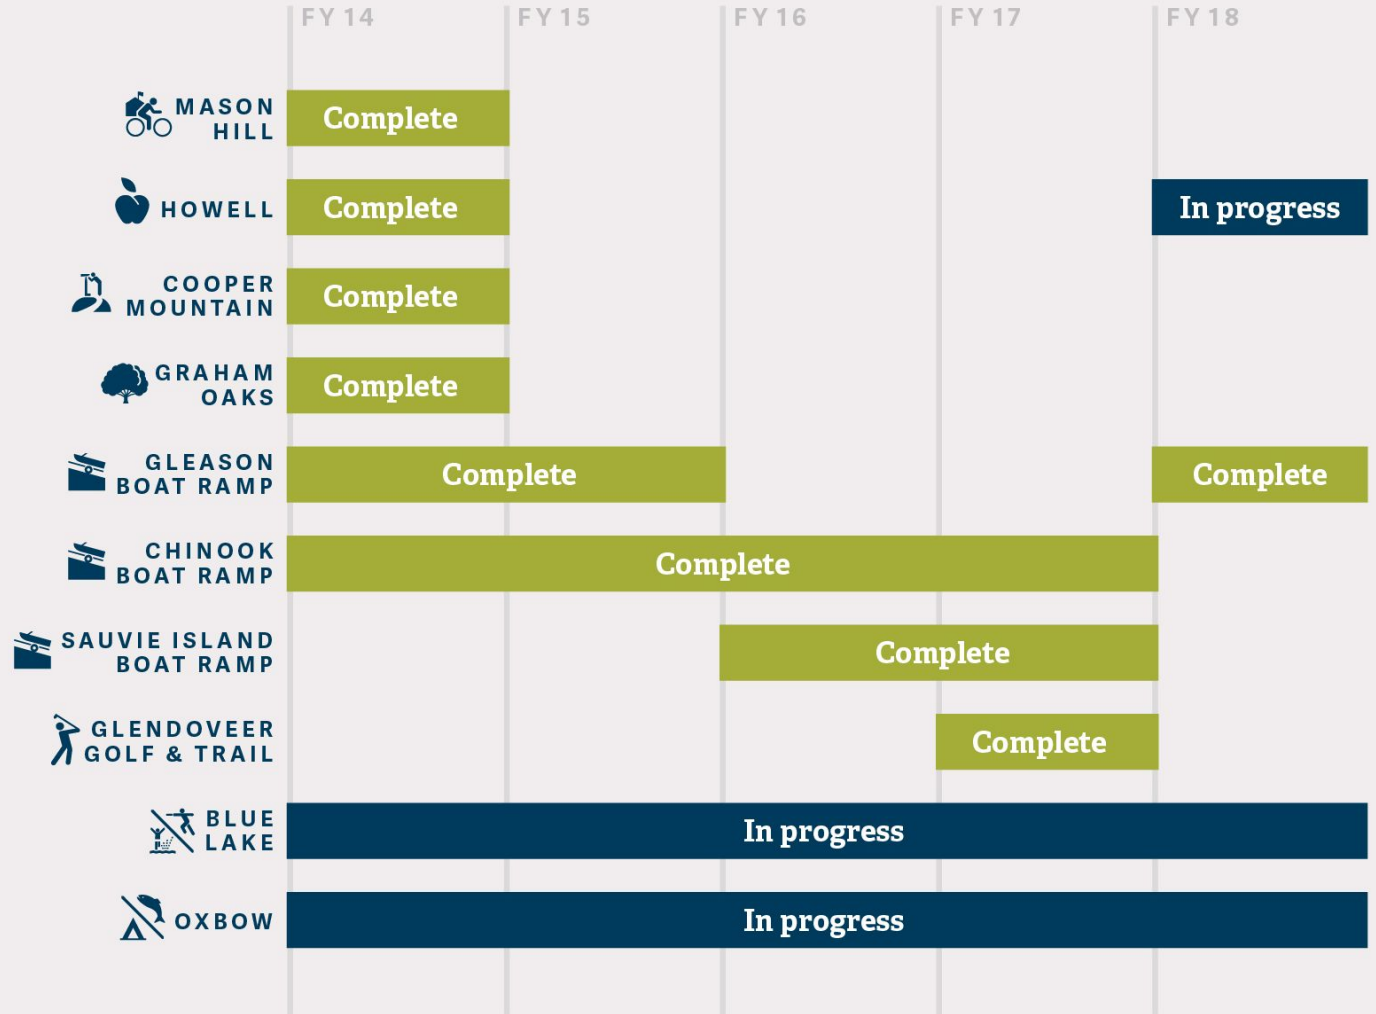 FY 14 FY 15 FY 16 FY 17 FY 18
MASON
HILL
Complete
HOWELL
Complete
In progress
COOPER
MOUNTAIN
Complete
GRAHAM
OAKS
Complete
GLEASON
BOAT RAMP
Complete
Complete
CHINOOK
BOAT RAMP
Complete
SAUVIE ISLAND
BOAT RAMP
Complete
GLENDOVEER
GOLF & TRAIL
Complete
BLUE
LAKE
In progress
OXBOW
In progress